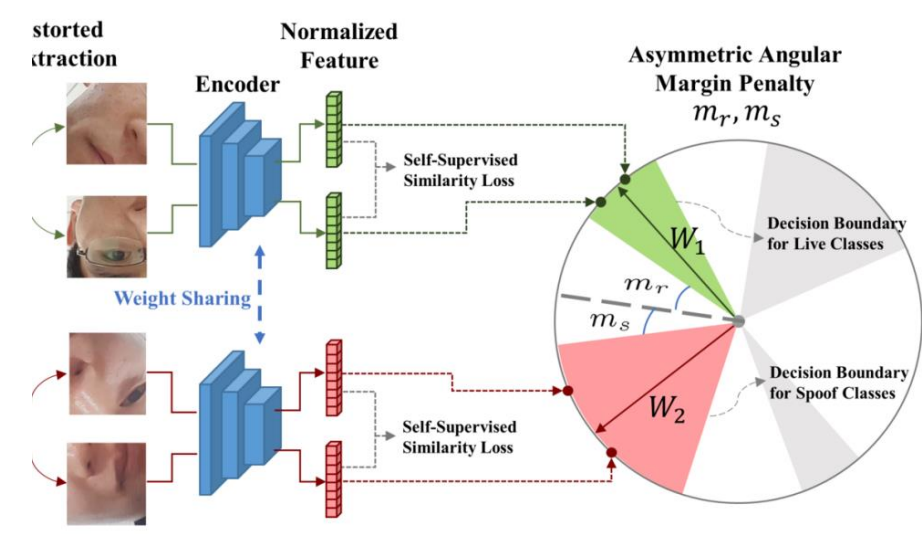 storted
traction
Encoder
Normalized
Feature
Asymmetric Angular
Margin Penalty
m_r, m_s
Self-Supervised
Similarity Loss
W_1
Decision Boundary
for Live Classes
Weight Sharing
m_r
m_s
Self-Supervised
Similarity Loss
W_2
Decision Boundary
for Spoof Classes